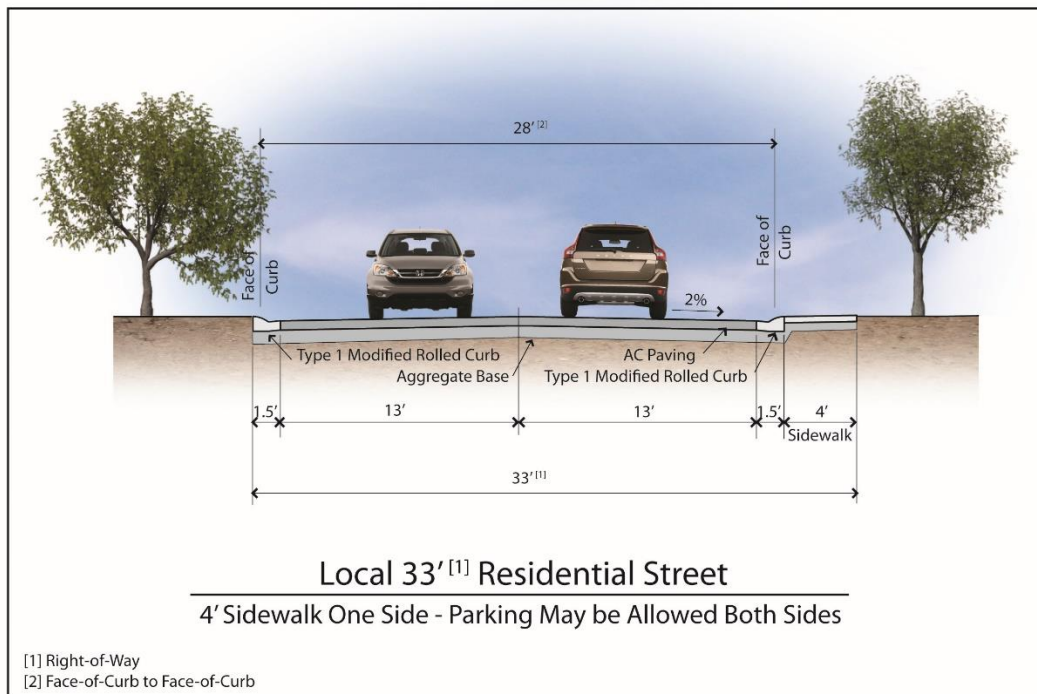 28' [2]
Face of
Curb
Face of
Curb
2%
Type 1 Modified Rolled Curb
AC Paving
Aggregate Base
Type 1 Modified Rolled Curb
1.5'
13'
13'
1.5'
4'
Sidewalk
33' [1]
Local 33' [1] Residential Street
4' Sidewalk One Side - Parking May be Allowed Both Sides
[1] Right-of-Way
[2] Face-of-Curb to Face-of-Curb